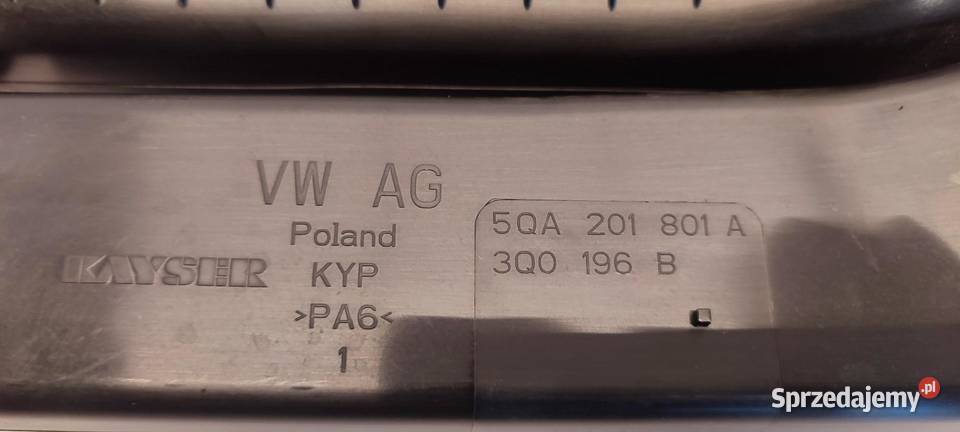 VW AG
Poland
KAYSER
KYP
>PA6<
1
5QA 201 801 A
3Q0 196 B
Sprzedajemy.pl